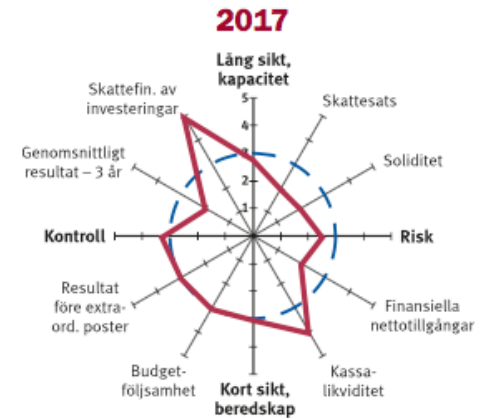 2017
Lång sikt,
kapacitet
Skattefin. av
investeringar
Skattesats
Genomsnittligt
resultat – 3 år
Soliditet
5
4
3
2
1
Kontroll
Risk
Resultat
före extra-
ord. poster
Finansiella
nettotillgångar
Budget-
följsamhet
Kort sikt,
beredskap
Kassa-
likviditet